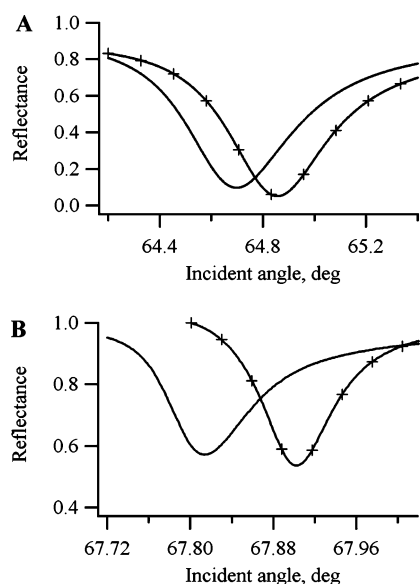 A
1.0
0.8
0.6
0.4
0.2
0.0
Reflectance
64.4 64.8 65.2
Incident angle, deg
B
1.0
0.8
0.6
0.4
Reflectance
67.72 67.80 67.88 67.96
Incident angle, deg